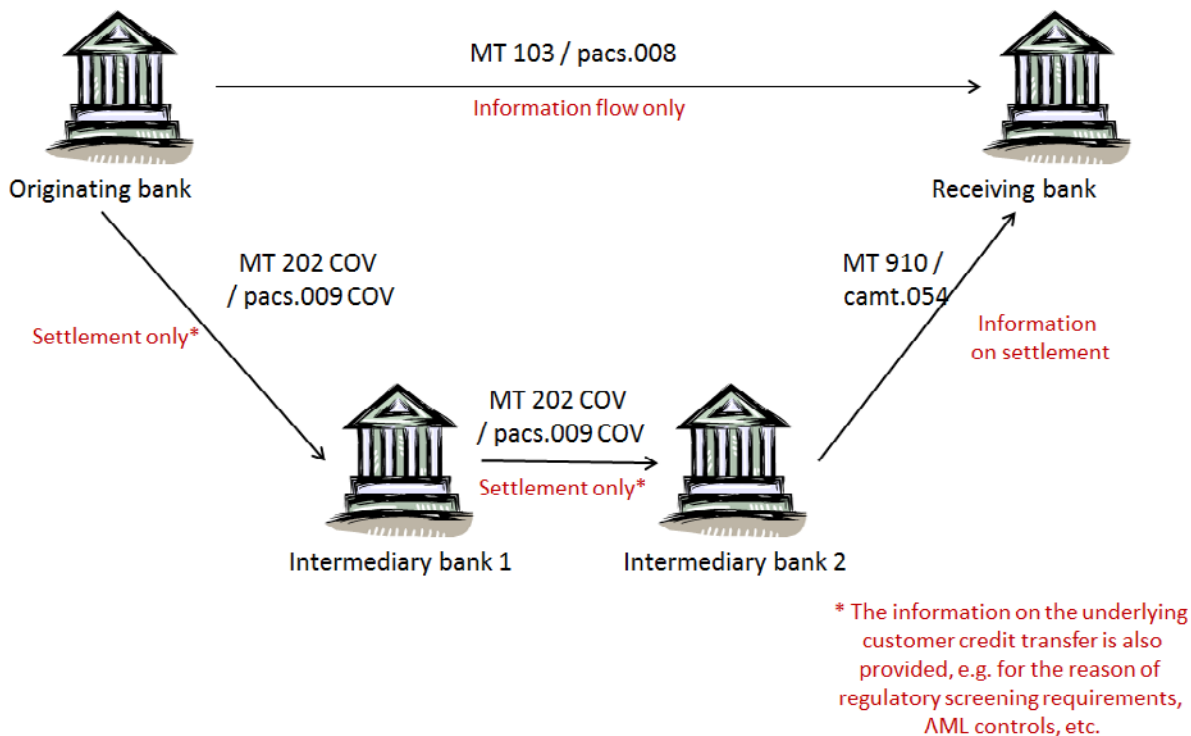 MT 103 / pacs.008
Information flow only
Originating bank
Receiving bank
MT 202 COV
/ pacs.009 COV
Settlement only*
MT 910 /
camt.054
Information
on settlement
MT 202 COV
/ pacs.009 COV
Settlement only*
Intermediary bank 1
Intermediary bank 2
* The information on the underlying
customer credit transfer is also
provided, e.g. for the reason of
regulatory screening requirements,
AML controls, etc.